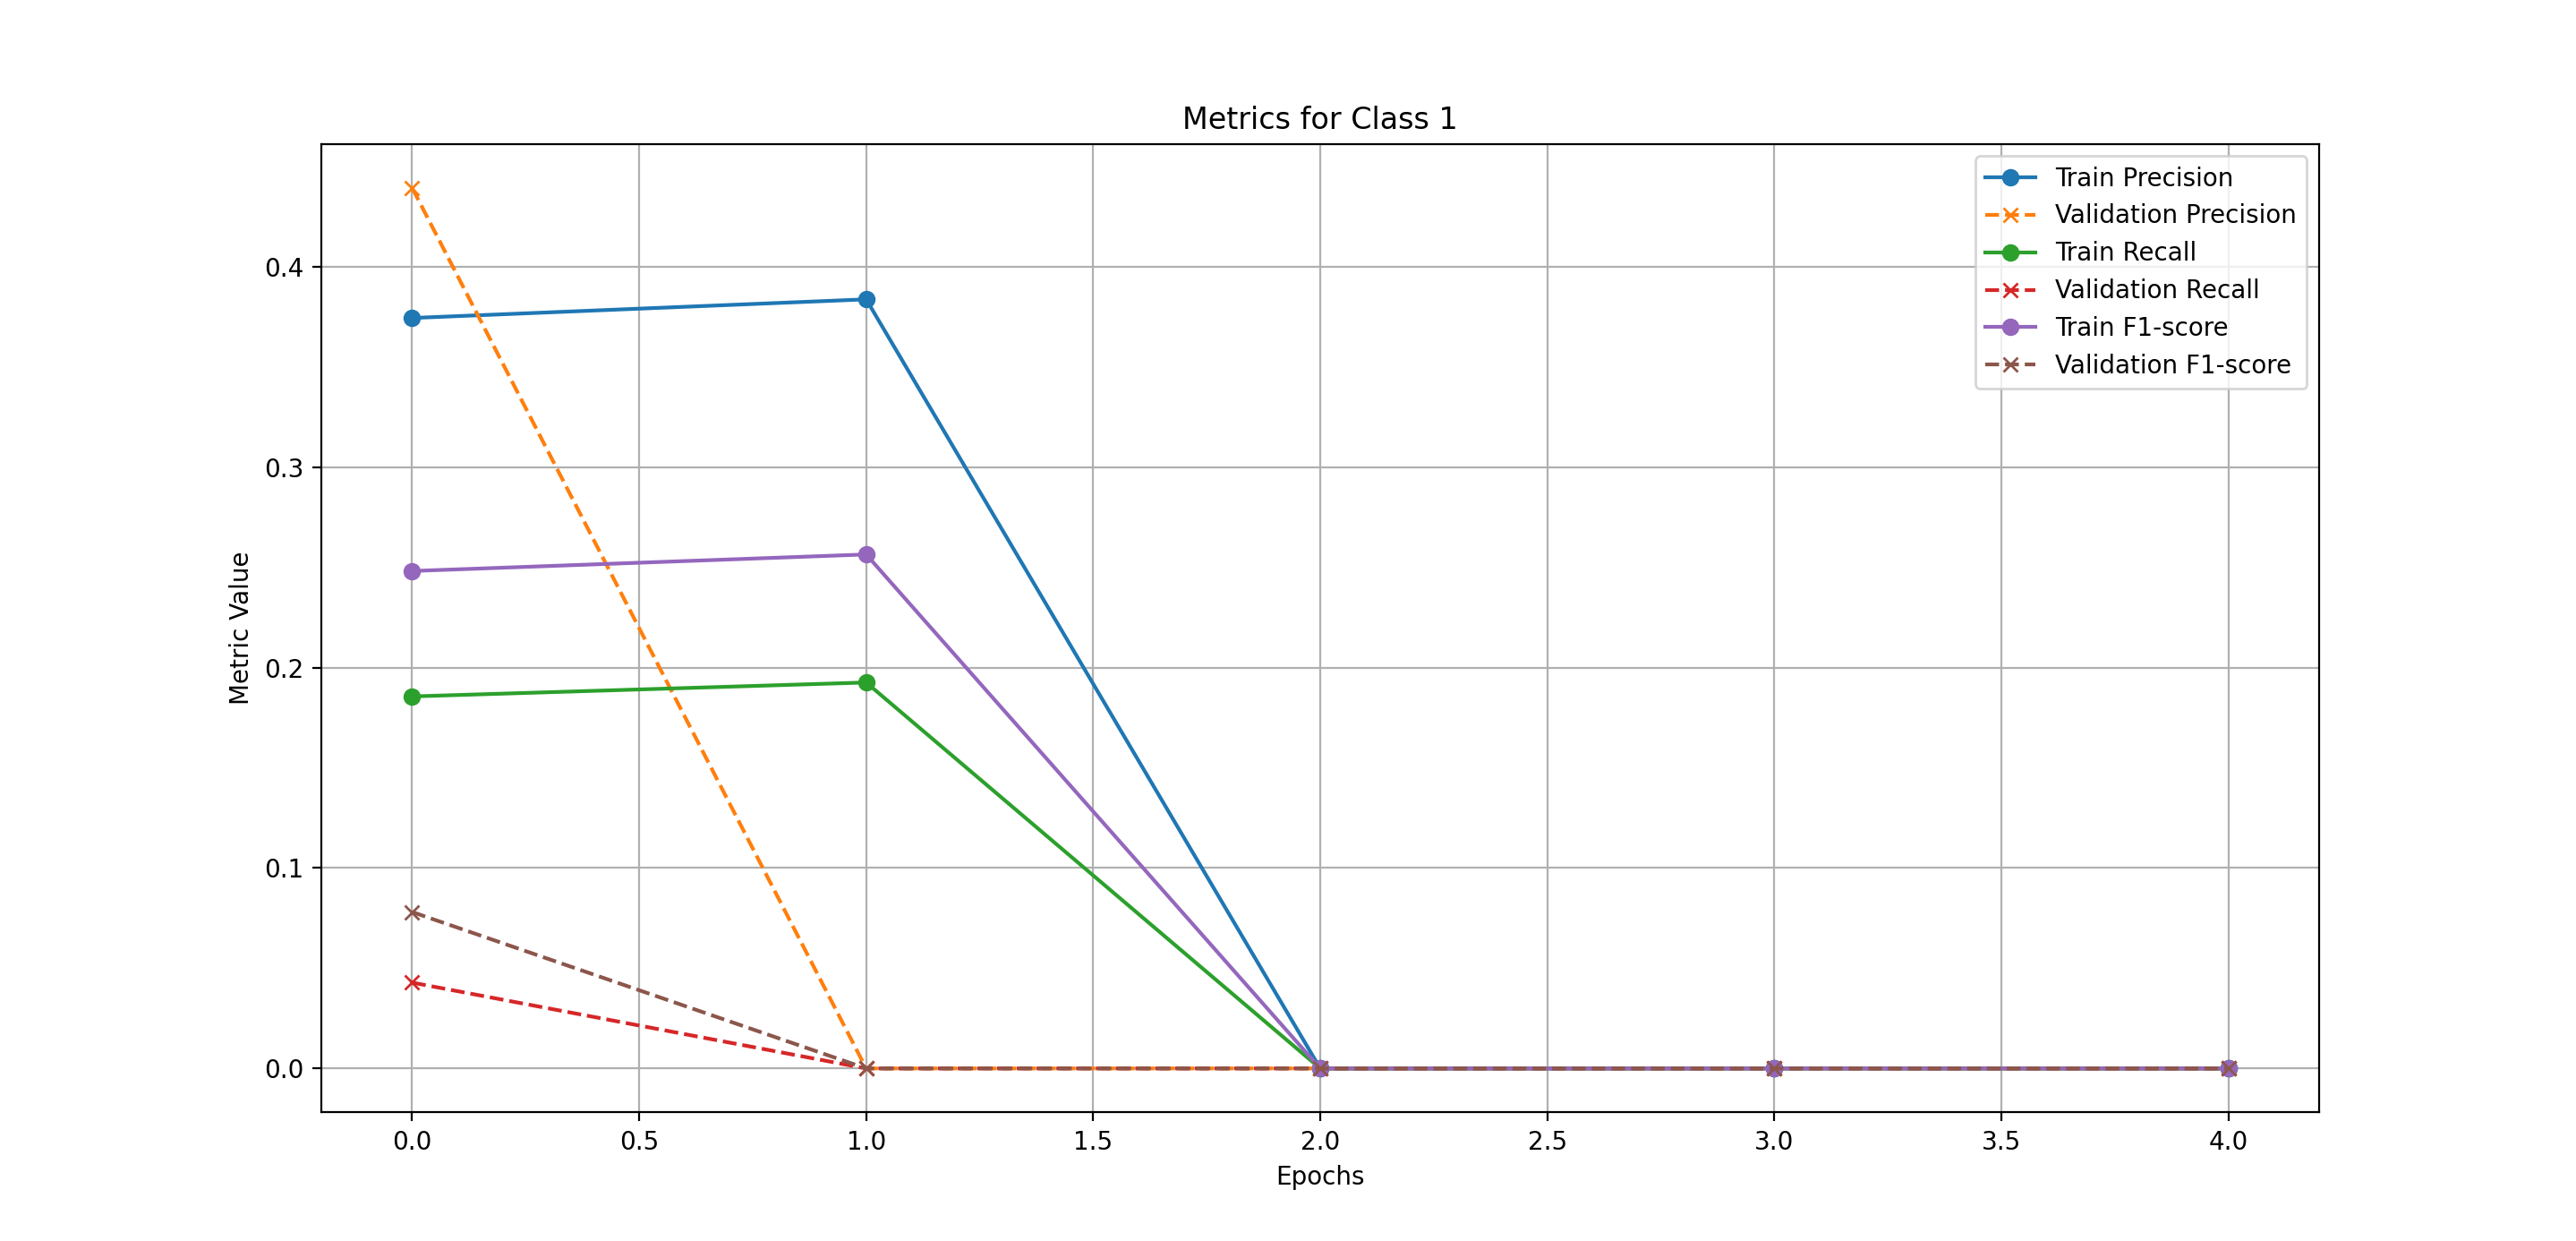 Metrics for Class 1
Train Precision
Validation Precision
Train Recall
Validation Recall
Train F1-score
Validation F1-score
Metric Value
0.4
0.3
0.2
0.1
0.0
0.0 0.5 1.0 1.5 2.0 2.5 3.0 3.5 4.0
Epochs